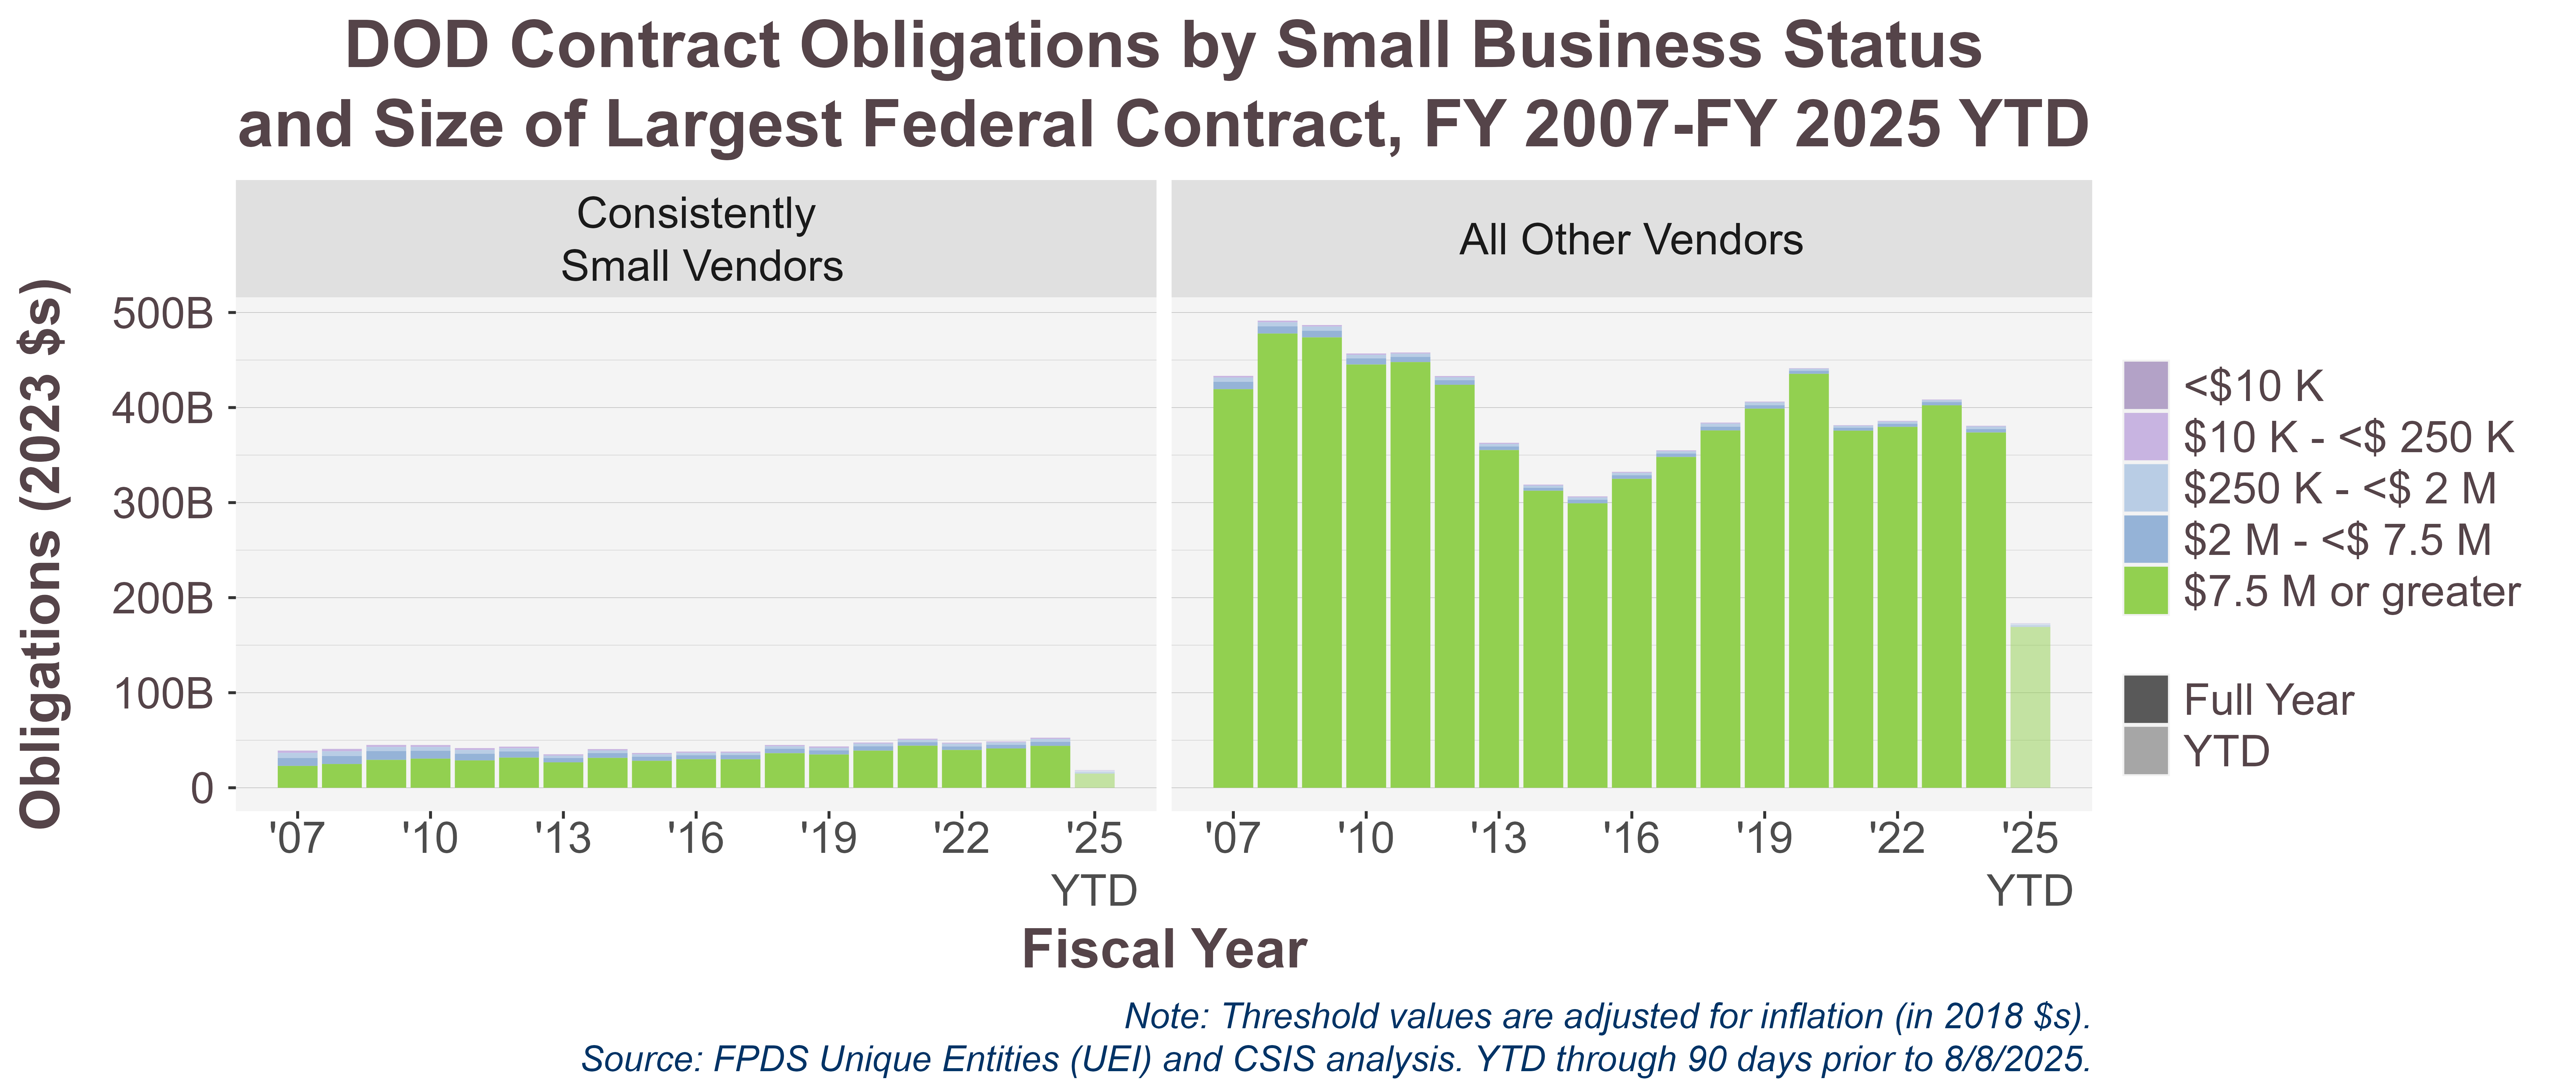 DOD Contract Obligations by Small Business Status
and Size of Largest Federal Contract, FY 2007-FY 2025 YTD
Consistently
Small Vendors
All Other Vendors
Obligations (2023 $s)
500B
400B
300B
200B
100B
0
'07
'10
'13
'16
'19
'22
'25
YTD
'07
'10
'13
'16
'19
'22
'25
YTD
Fiscal Year
<$10 K
$10 K - <$ 250 K
$250 K - <$ 2 M
$2 M - <$ 7.5 M
$7.5 M or greater
Full Year
YTD
Note: Threshold values are adjusted for inflation (in 2018 $s).
Source: FPDS Unique Entities (UEI) and CSIS analysis. YTD through 90 days prior to 8/8/2025.